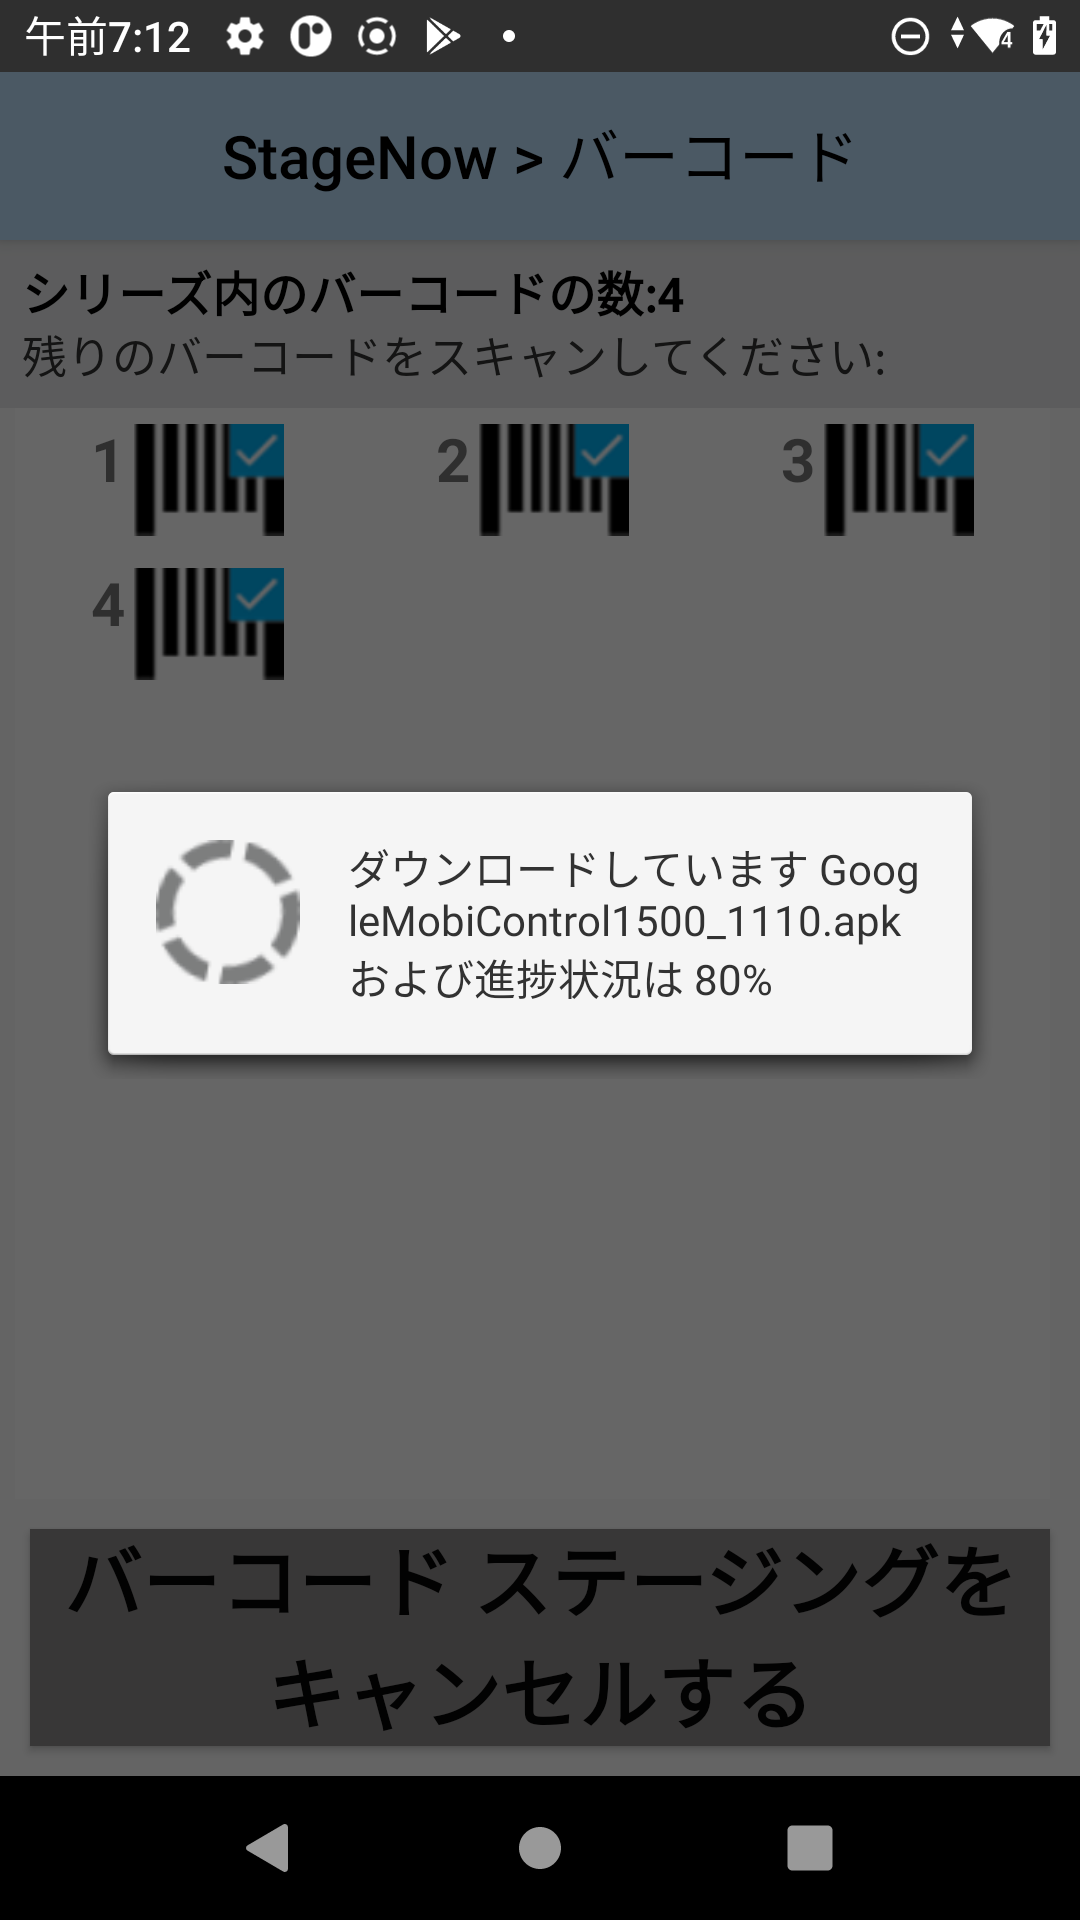 午前7:12
4
StageNow > バーコード
シリーズ内のバーコードの数:4
残りのバーコードをスキャンしてください:
1 2 3
4
ダウンロードしています Goog
leMobiControl1500_1110.apk
および進捗状況は 80%
バーコード ステージングを
キャンセルする